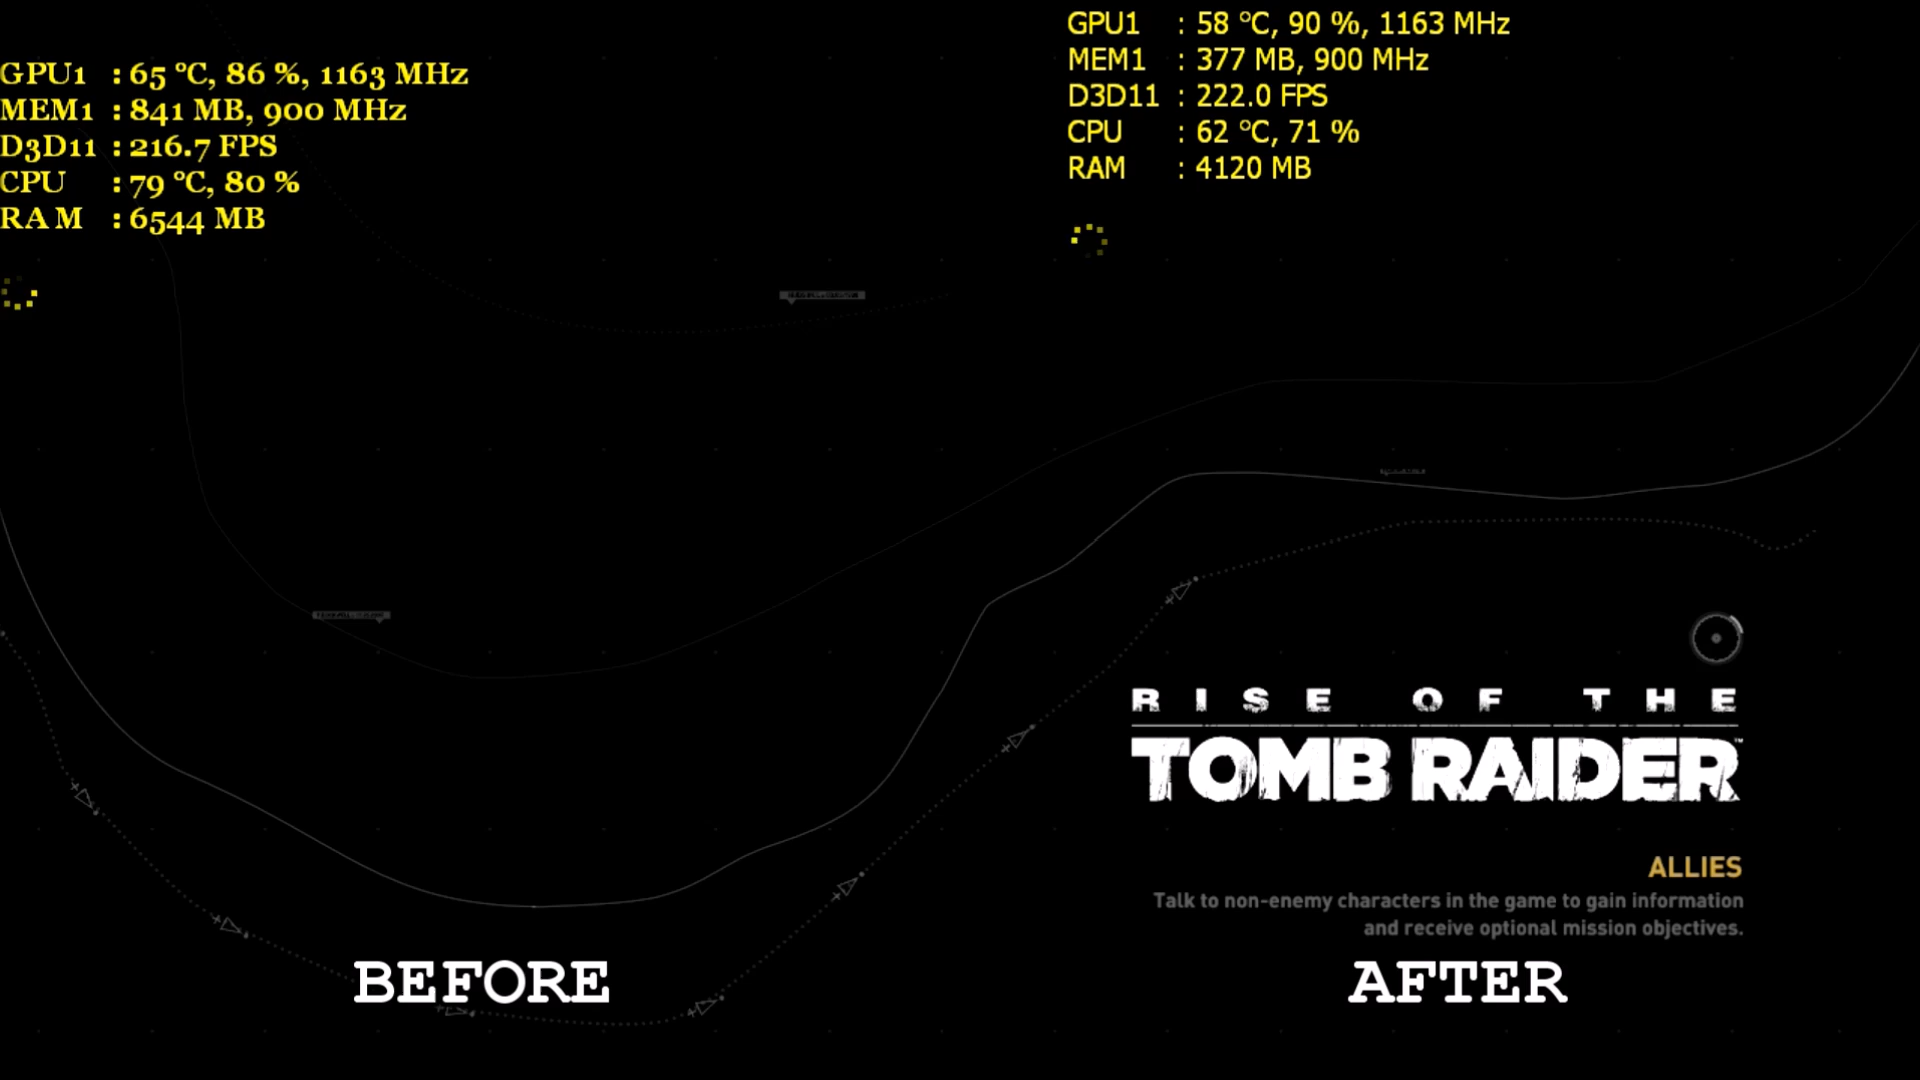 GPU1 : 65 °C, 86 %, 1163 MHz
MEM1 : 841 MB, 900 MHz
D3D11 : 216.7 FPS
CPU : 79 °C, 80 %
RAM : 6544 MB
GPU1 : 58 °C, 90 %, 1163 MHz
MEM1 : 377 MB, 900 MHz
D3D11 : 222.0 FPS
CPU : 62 °C, 71 %
RAM : 4120 MB
RISE OF THE
TOMB RAIDER™
ALLIES
Talk to non-enemy characters in the game to gain information
and receive optional mission objectives.
BEFORE
AFTER